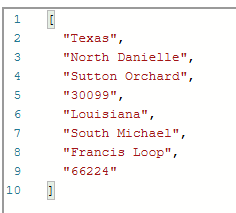 1 [
2 "Texas",
3 "North Danielle",
4 "Sutton Orchard",
5 "30099",
6 "Louisiana",
7 "South Michael",
8 "Francis Loop",
9 "66224"
10 ]